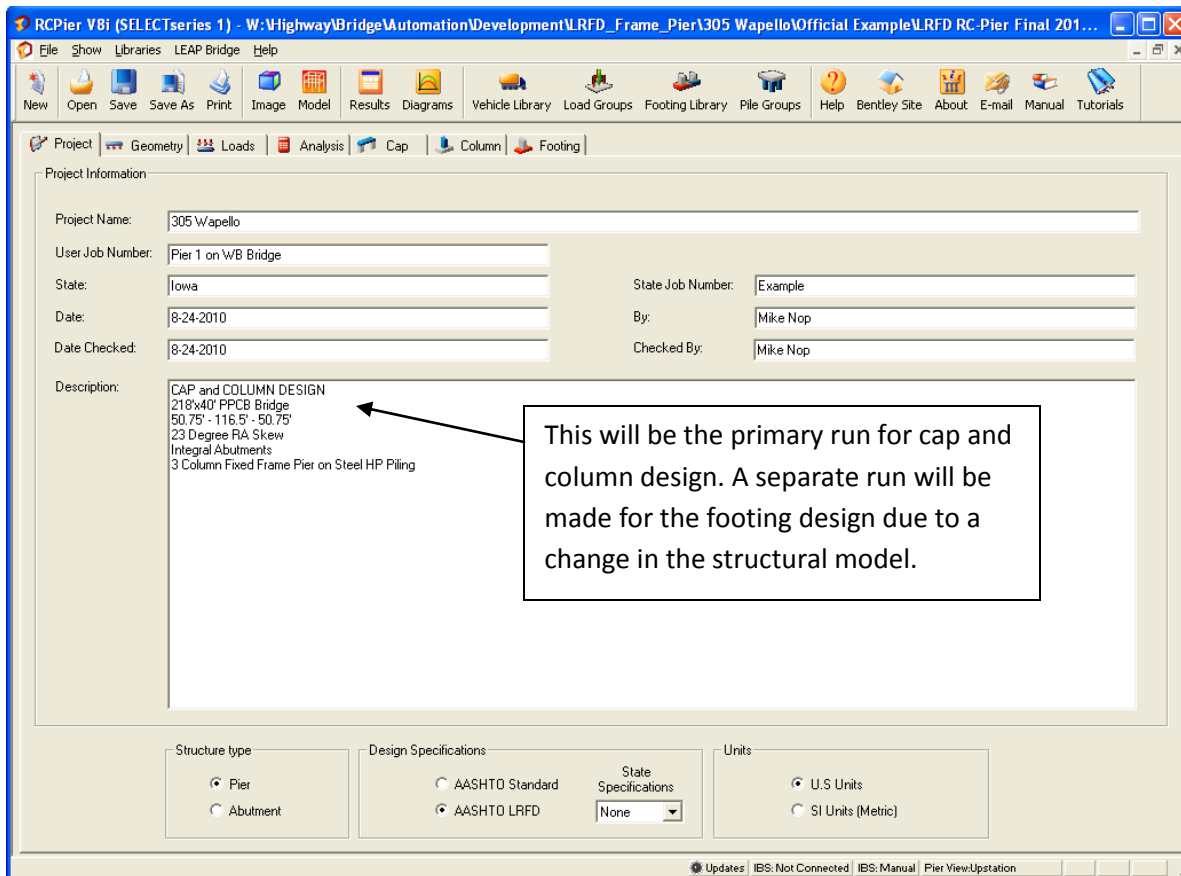 RCPier V8i (SELECTseries 1) - W:\Highway\Bridge\Automation\Development\LRFD_Frame_Pier\305 Wapello\Official Example\LRFD RC-Pier Final 201...
File Show Libraries LEAP Bridge Help
New Open Save Save As Print Image Model Results Diagrams Vehicle Library Load Groups Footing Library Pile Groups Help Bentley Site About E-mail Manual Tutorials
Project Geometry Loads Analysis Cap Column Footing
Project Information
Project Name: 305 Wapello
User Job Number: Pier 1 on WB Bridge
State: Iowa State Job Number: Example
Date: 8-24-2010 By: Mike Nop
Date Checked: 8-24-2010 Checked By: Mike Nop
Description: CAP and COLUMN DESIGN
218'x40' PPCB Bridge
50.75' - 116.5' - 50.75'
23 Degree RA Skew
Integral Abutments
3 Column Fixed Frame Pier on Steel HP Piling
This will be the primary run for cap and
column design. A separate run will be
made for the footing design due to a
change in the structural model.
Structure type Design Specifications Units
Pier AASHTO Standard State Specifications U.S Units
Abutment AASHTO LRFD None SI Units (Metric)
Updates IBS: Not Connected IBS: Manual Pier View:Upstation